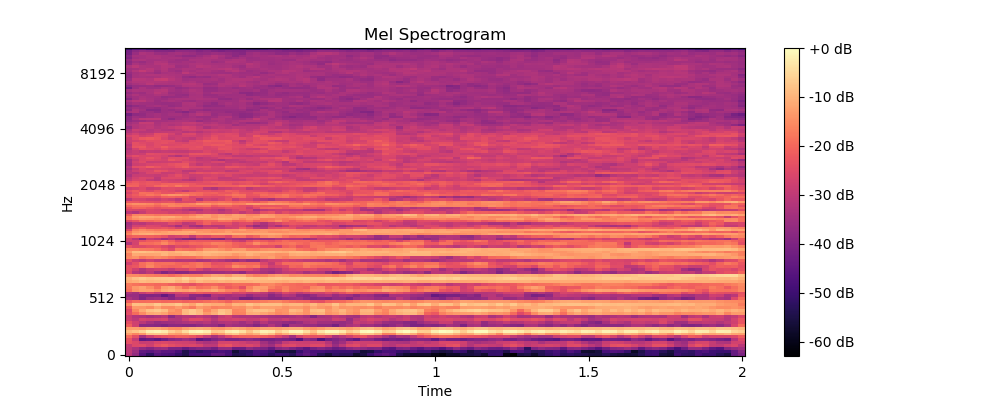 Mel Spectrogram
Hz
8192
4096
2048
1024
512
0
0 0.5 1 1.5 2
Time
+0 dB
-10 dB
-20 dB
-30 dB
-40 dB
-50 dB
-60 dB